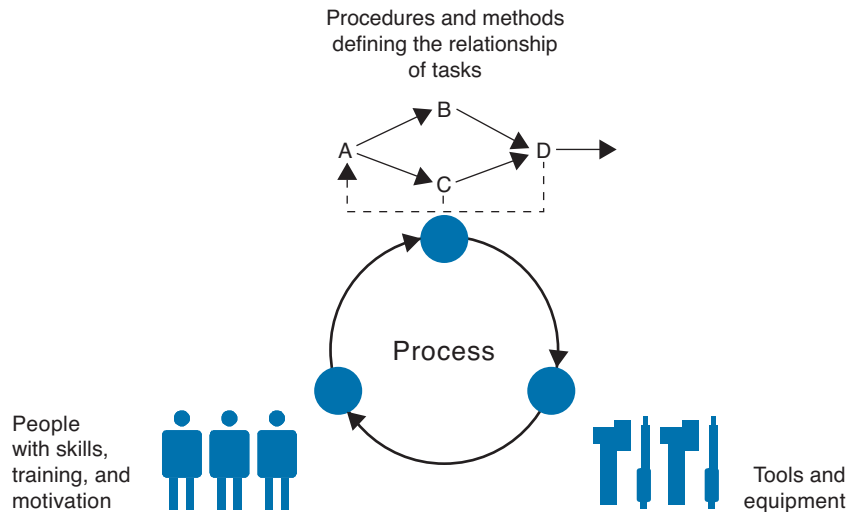 Procedures and methods
defining the relationship
of tasks
B
A
D
C
Process
People
with skills,
training, and
motivation
Tools and
equipment